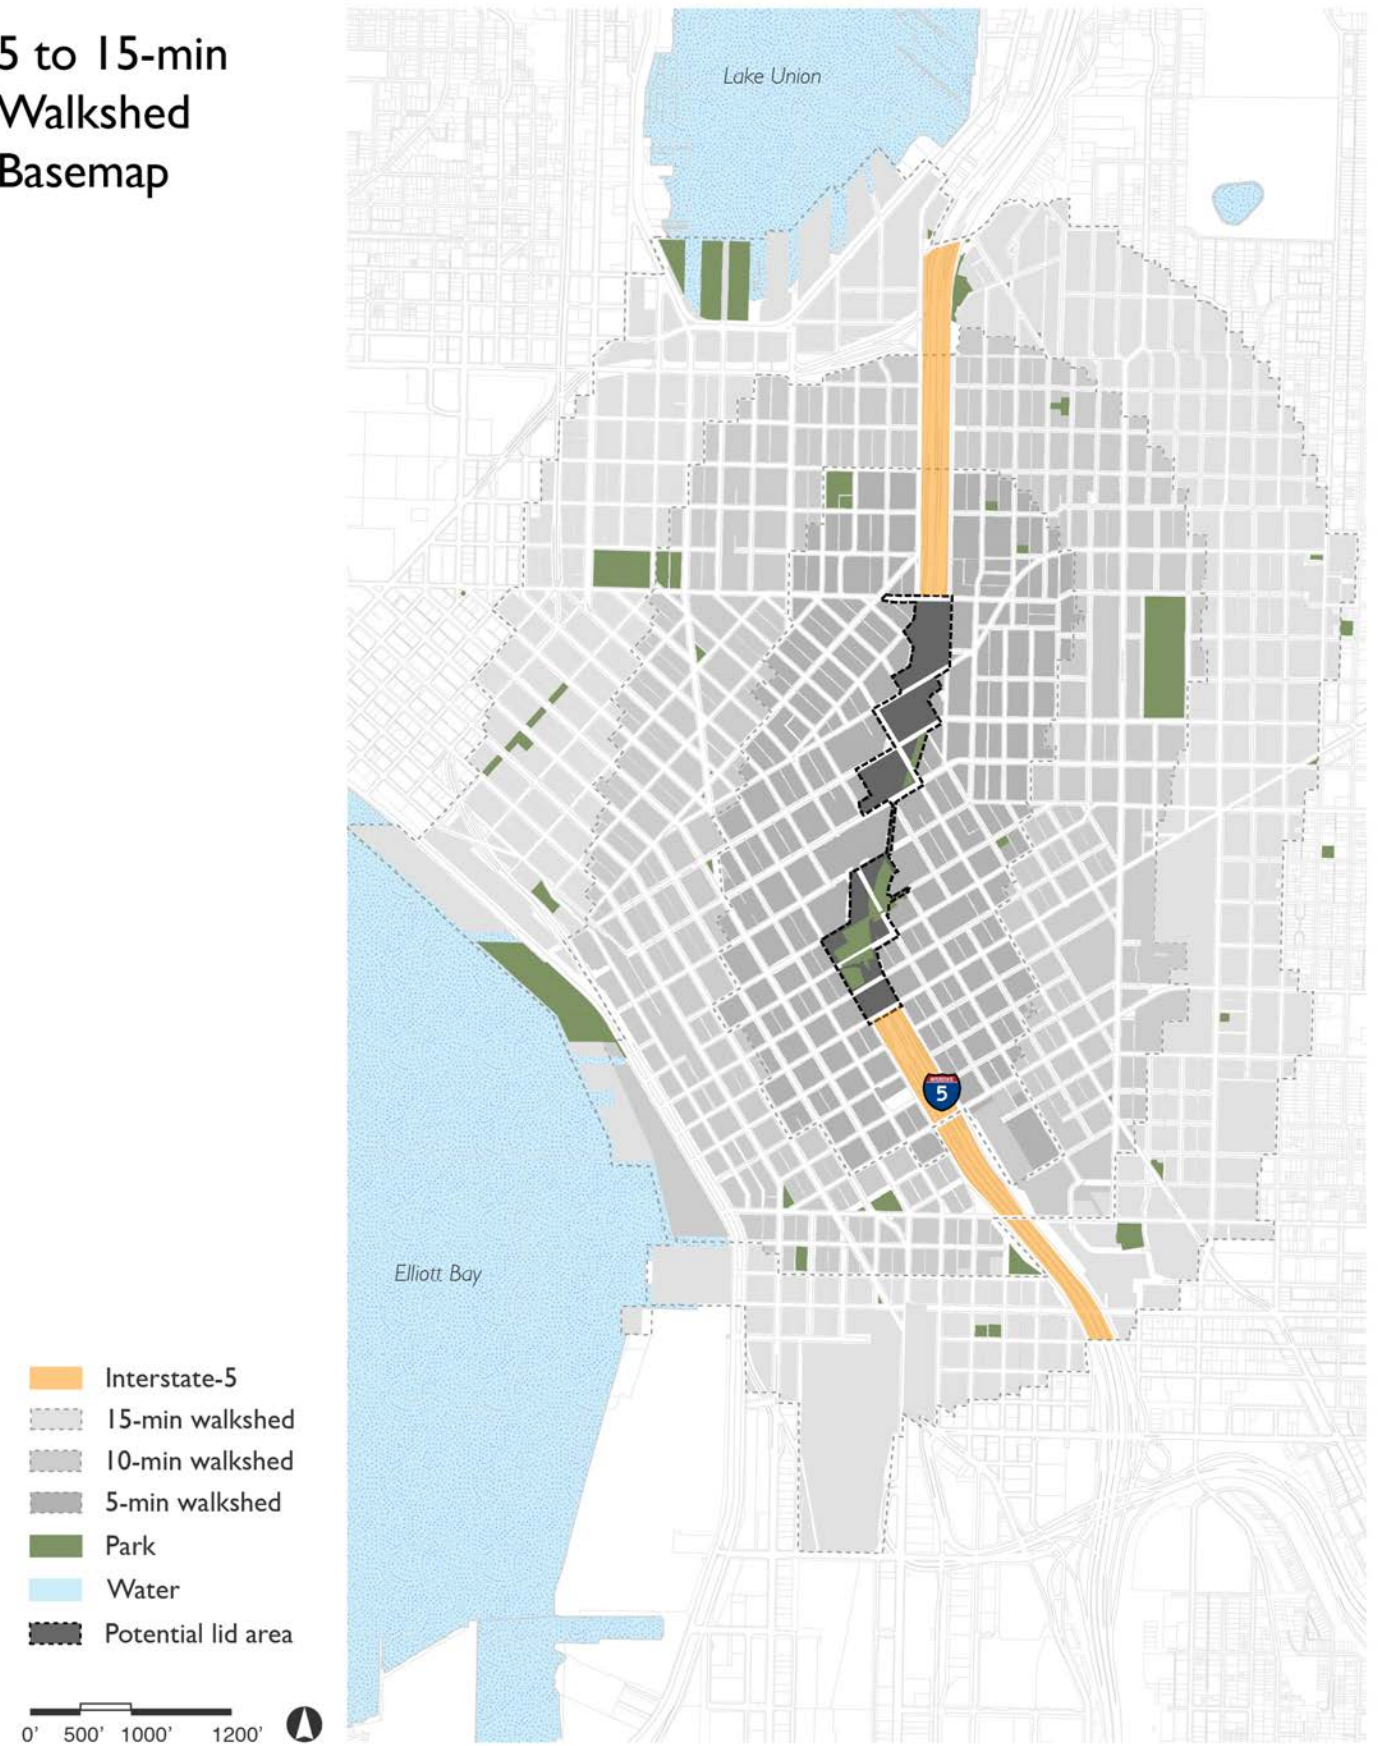 5 to 15-min
Walkshed
Basemap
Lake Union
INTERSTATE
5
Elliott Bay
Interstate-5
15-min walkshed
10-min walkshed
5-min walkshed
Park
Water
Potential lid area
0' 500' 1000' 1200'